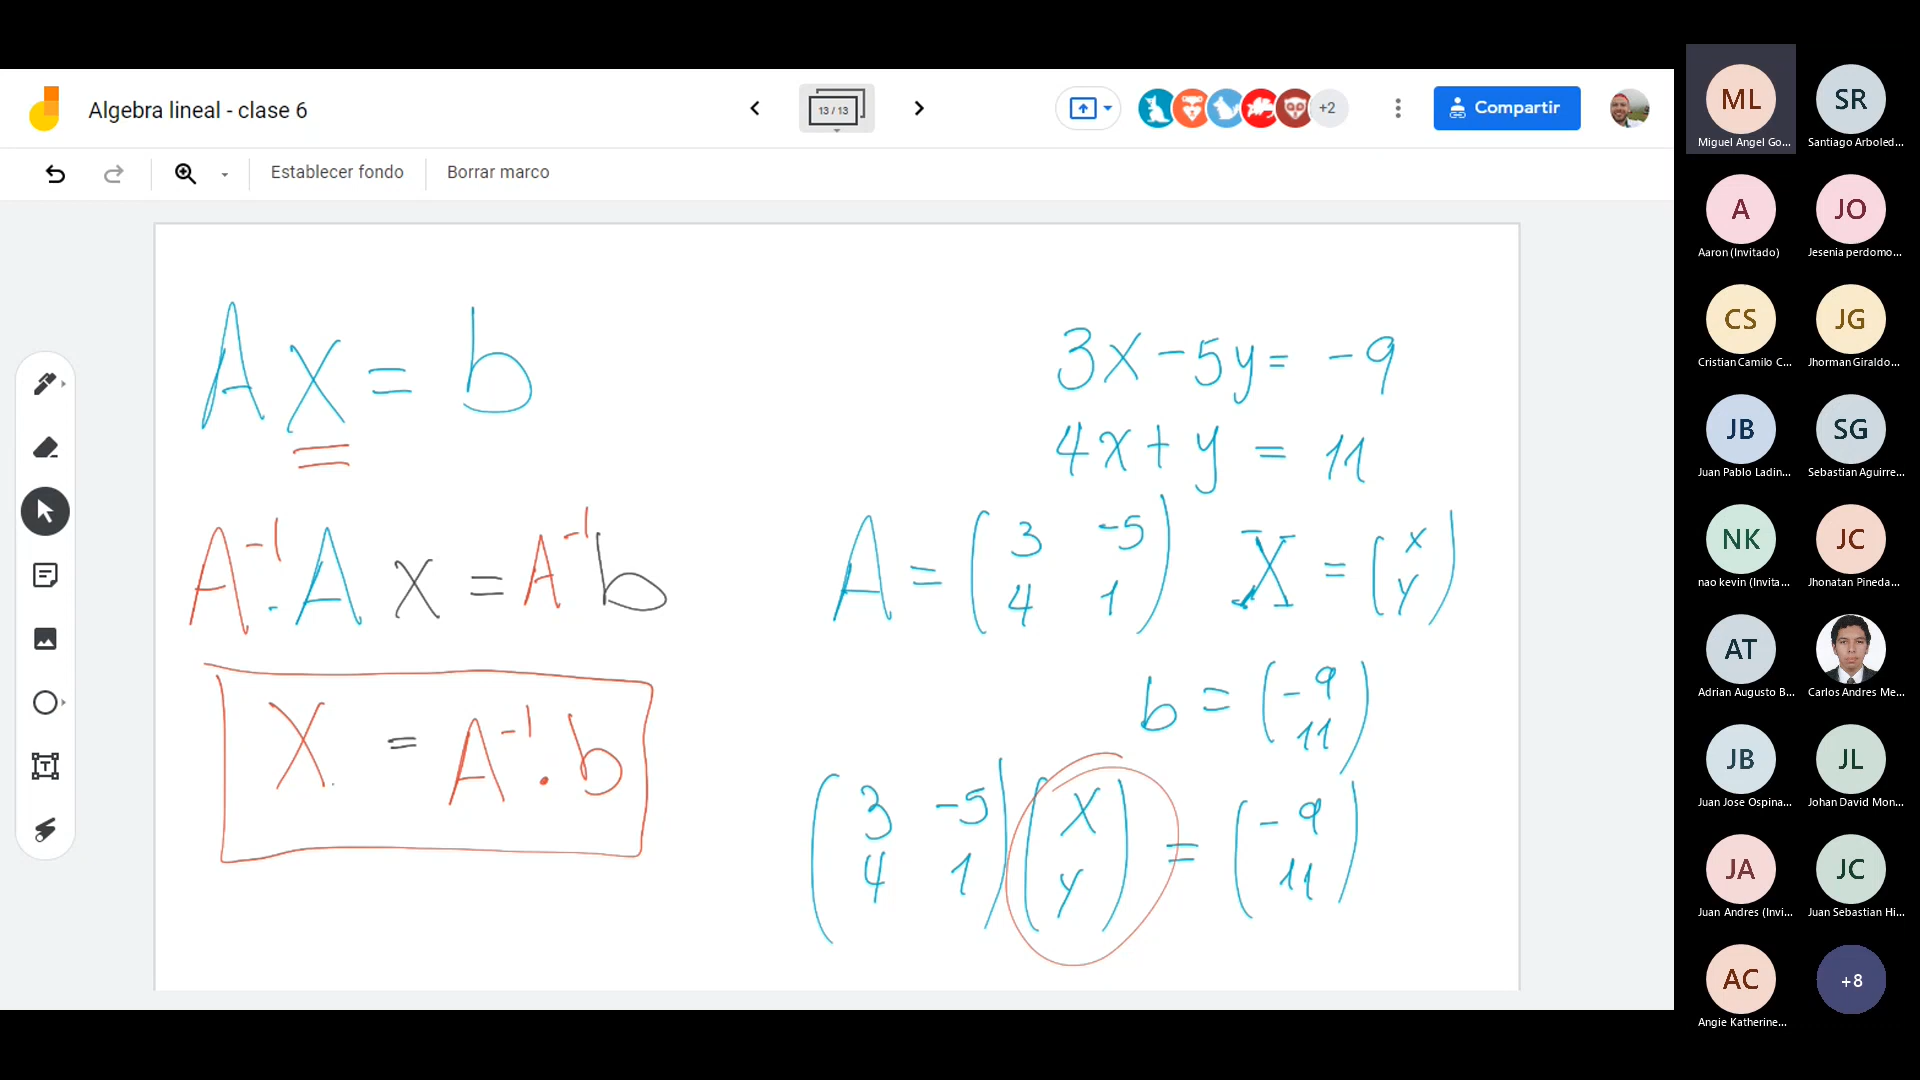 Algebra lineal - clase 6
13 / 13
+2
Compartir
Establecer fondo
Borrar marco
A x = b
A⁻¹ · A x = A⁻¹ b
X = A⁻¹ · b
3x - 5y = -9
4x + y = 11
A = ( 3 -5
4 1 ) X = ( x
y )
b = ( -9
11 )
( 3 -5
4 1 ) ( x
y ) = ( -9
11 )
ML
Miguel Angel Go...
SR
Santiago Arboled...
A
Aaron (Invitado)
JO
Jesenia perdomo...
CS
Cristian Camilo C...
JG
Jhorman Giraldo...
JB
Juan Pablo Ladin...
SG
Sebastian Aguirre...
NK
nao kevin (Invita...
JC
Jhonatan Pineda...
AT
Adrian Augusto B...
Carlos Andres Me...
JB
Juan Jose Ospina...
JL
Johan David Mon...
JA
Juan Andres (Invi...
JC
Juan Sebastian Hi...
AC
Angie Katherine...
+8